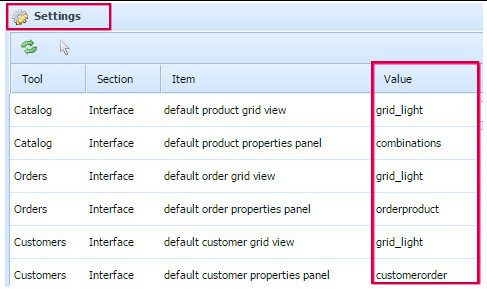 Settings
Tool Section Item Value
Catalog Interface default product grid view grid_light
Catalog Interface default product properties panel combinations
Orders Interface default order grid view grid_light
Orders Interface default order properties panel orderproduct
Customers Interface default customer grid view grid_light
Customers Interface default customer properties panel customerorder